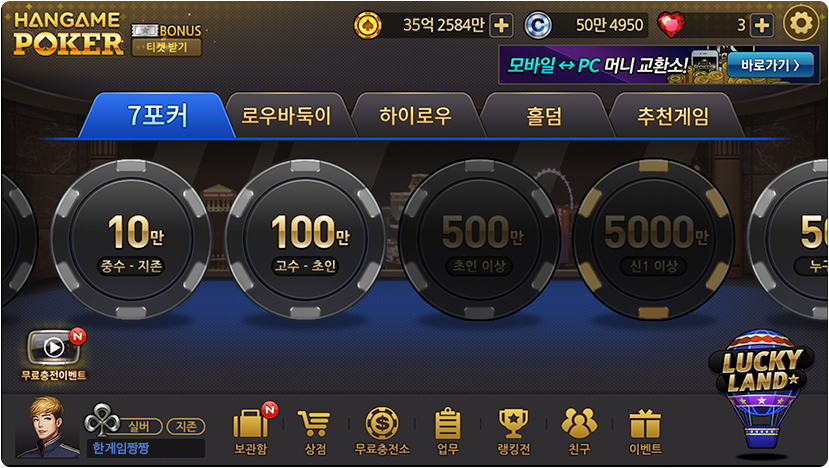 HANGAME
POKER
BONUS
티켓받기
35억 2584만
50만 4950
3
모바일 ↔ PC 머니 교환소!
바로가기 〉
7포커
로우바둑이
하이로우
홀덤
추천게임
10만
중수 - 지존
100만
고수 - 초인
500만
초인 이상
5000만
신1 이상
50
누구
N
무료충전이벤트
LUCKY
LAND
실버
지존
한게임짱짱
N
보관함
상점
무료충전소
업무
랭킹전
친구
이벤트